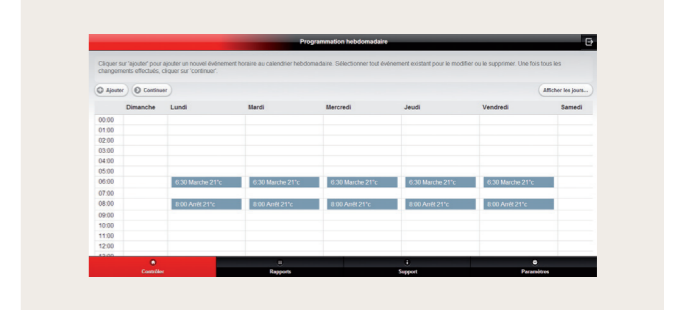 Programmation hebdomadaire
Cliquer sur 'ajouter' pour ajouter un nouvel événement horaire au calendrier hebdomadaire. Sélectionner tout événement existant pour le modifier ou le supprimer. Une fois tous les
changements effectués, cliquer sur 'continuer'.
Ajouter Continuer Afficher les jours...
Dimanche Lundi Mardi Mercredi Jeudi Vendredi Samedi
00:00
01:00
02:00
03:00
04:00
05:00
06:00 6:30 Marche 21°c 6:30 Marche 21°c 6:30 Marche 21°c 6:30 Marche 21°c 6:30 Marche 21°c
07:00
08:00 8:00 Arrêt 21°c 8:00 Arrêt 21°c 8:00 Arrêt 21°c 8:00 Arrêt 21°c 8:00 Arrêt 21°c
09:00
10:00
11:00
12:00
Contrôler Rapports Support Paramètres